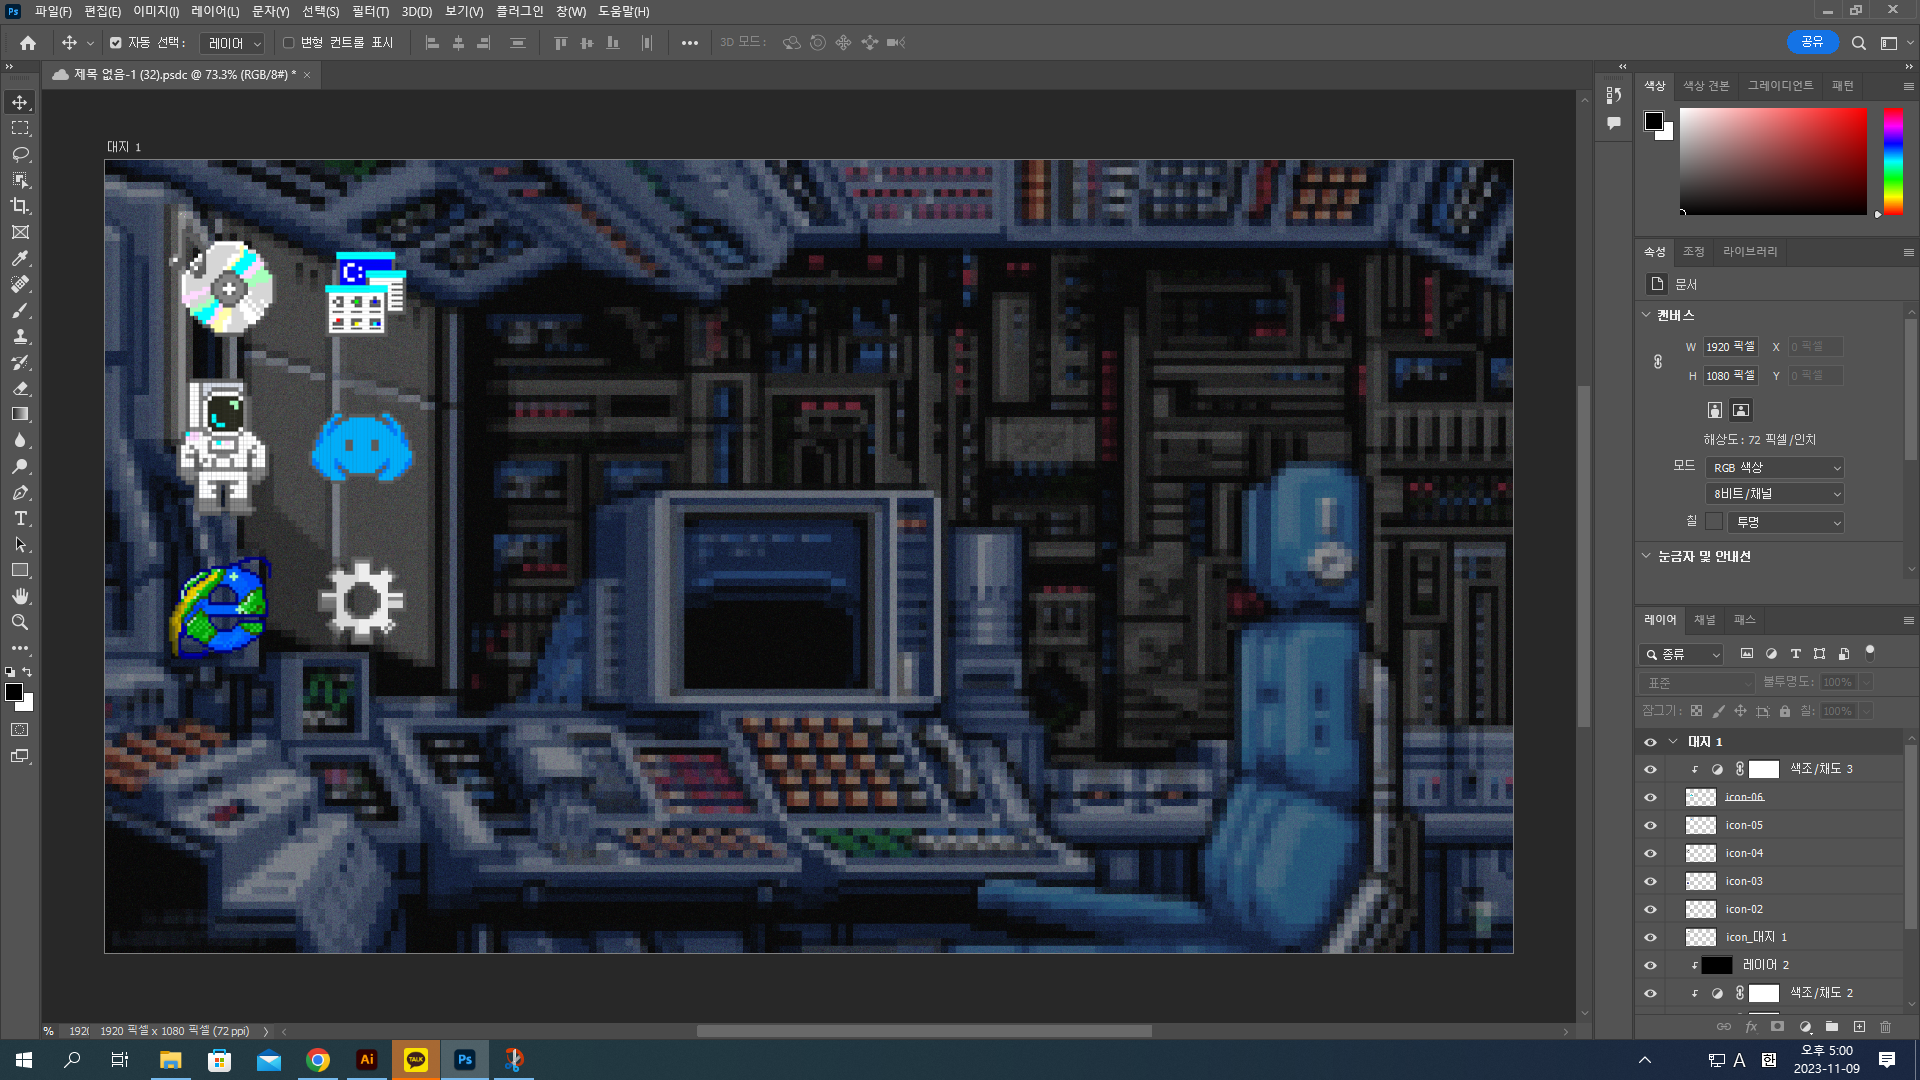 Ps 파일(F) 편집(E) 이미지(I) 레이어(L) 문자(Y) 선택(S) 필터(T) 3D(D) 보기(V) 플러그인 창(W) 도움말(H)
자동 선택: 레이어 변형 컨트롤 표시 3D 모드: 공유
제목 없음-1 (32).psdc @ 73.3% (RGB/8#) *
대지 1
C:
색상 색상 견본 그레이디언트 패턴
속성 조정 라이브러리
문서
캔버스
W 1920 픽셀 X 0 픽셀
H 1080 픽셀 Y 0 픽셀
해상도: 72 픽셀/인치
모드 RGB 색상
8비트/채널
칠 투명
눈금자 및 안내선
레이어 채널 패스
종류
표준 불투명도: 100%
잠그기: 칠: 100%
대지 1
색조/채도 3
icon-06
icon-05
icon-04
icon-03
icon-02
icon_대지 1
레이어 2
색조/채도 2
% 192( 1920 픽셀 x 1080 픽셀 (72 ppi)
Ai TALK Ps
A 한 오후 5:00
2023-11-09